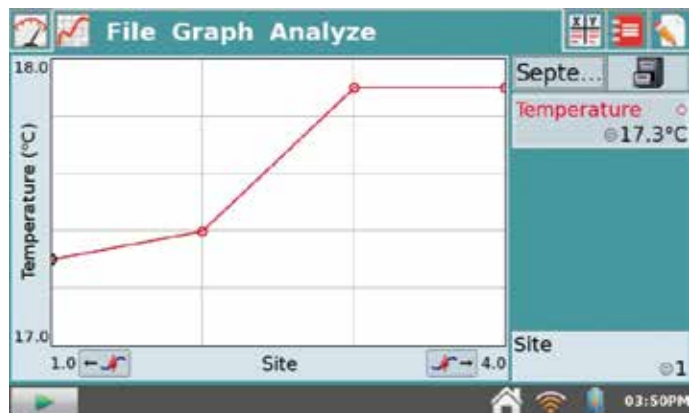 File Graph Analyze
X Y
Septe...
18.0
Temperature
17.3°C
Temperature (°C)
17.0
1.0
Site
4.0
Site
1
03:50PM